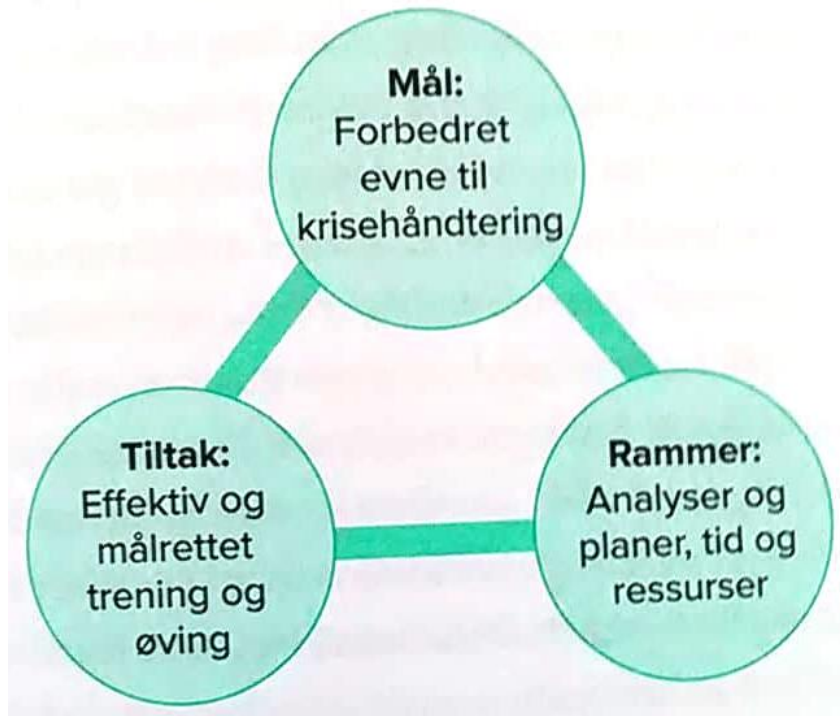 Mål:
Forbedret
evne til
krisehåndtering
Tiltak:
Effektiv og
målrettet
trening og
øving
Rammer:
Analyser og
planer, tid og
ressurser